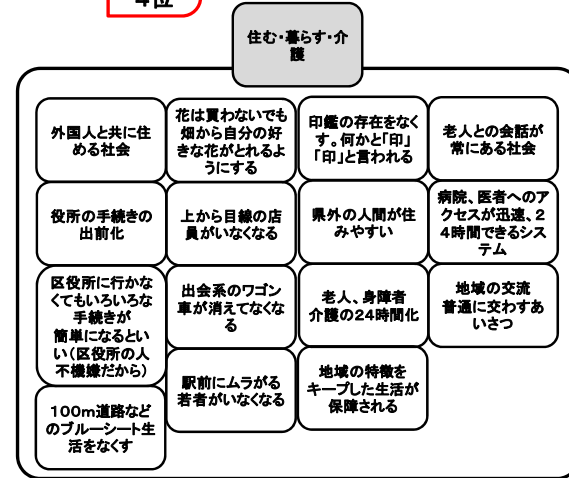 4位
住む・暮らす・介
護
外国人と共に住
める社会
花は買わないでも
畑から自分の好
きな花がとれるよ
うにする
印鑑の存在をなく
す。何かと「印」
「印」と言われる
老人との会話が
常にある社会
役所の手続きの
出前化
上から目線の店
員がいなくなる
県外の人間が住
みやすい
病院、医者へのア
クセスが迅速、2
4時間できるシス
テム
区役所に行かな
くてもいろいろな
手続きが
簡単になるとい
い(区役所の人
不機嫌だから)
出会系のワゴン
車が消えてなくな
る
老人、身障者
介護の24時間化
地域の交流
普通に交わすあ
いさつ
駅前にムラがる
若者がいなくなる
地域の特徴を
キープした生活が
保障される
100m道路など
のブルーシート生
活をなくす